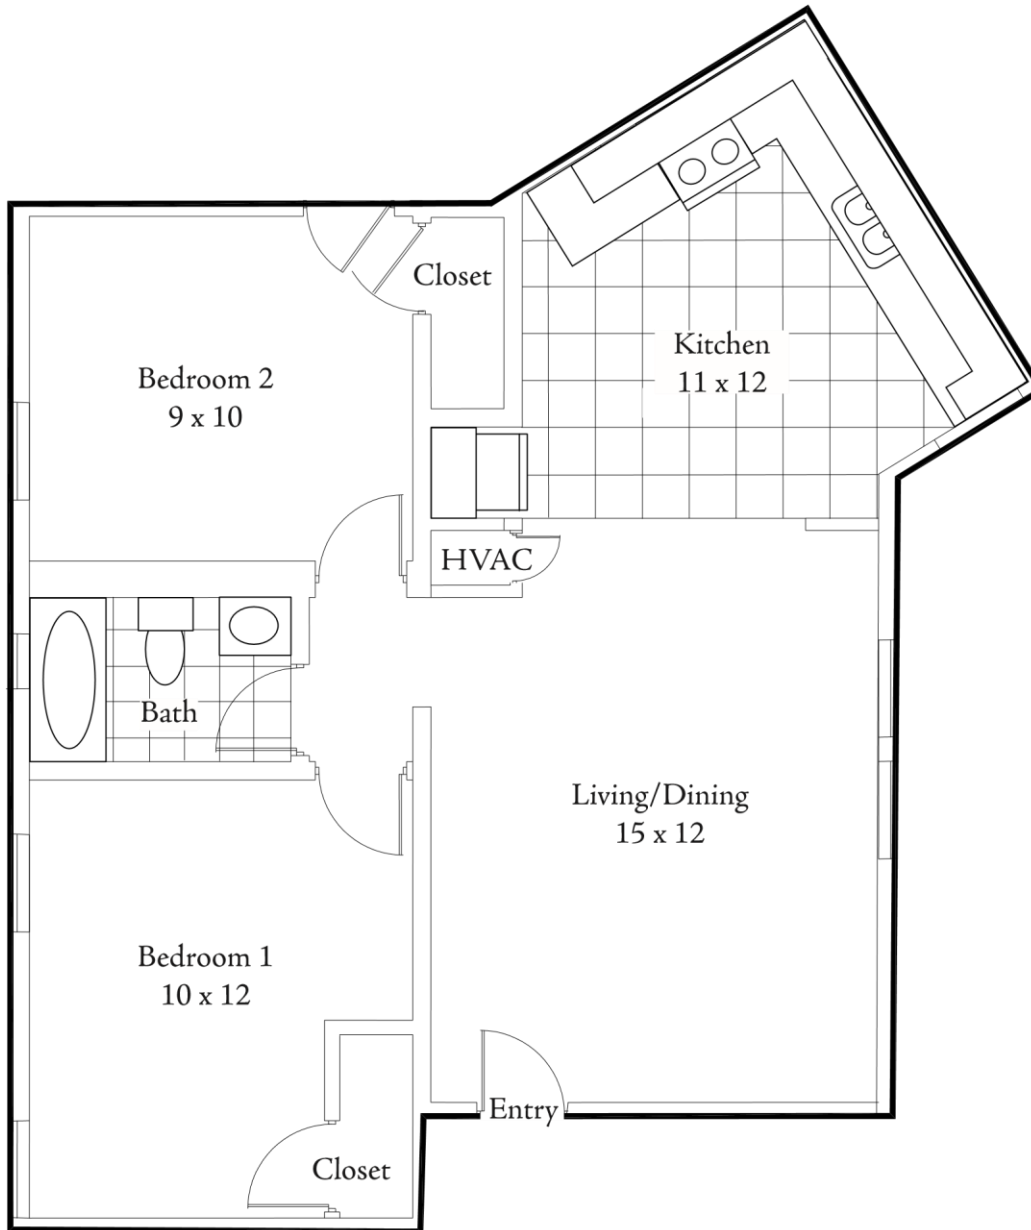 Closet
Kitchen
11 x 12
Bedroom 2
9 x 10
HVAC
Bath
Living/Dining
15 x 12
Bedroom 1
10 x 12
Entry
Closet